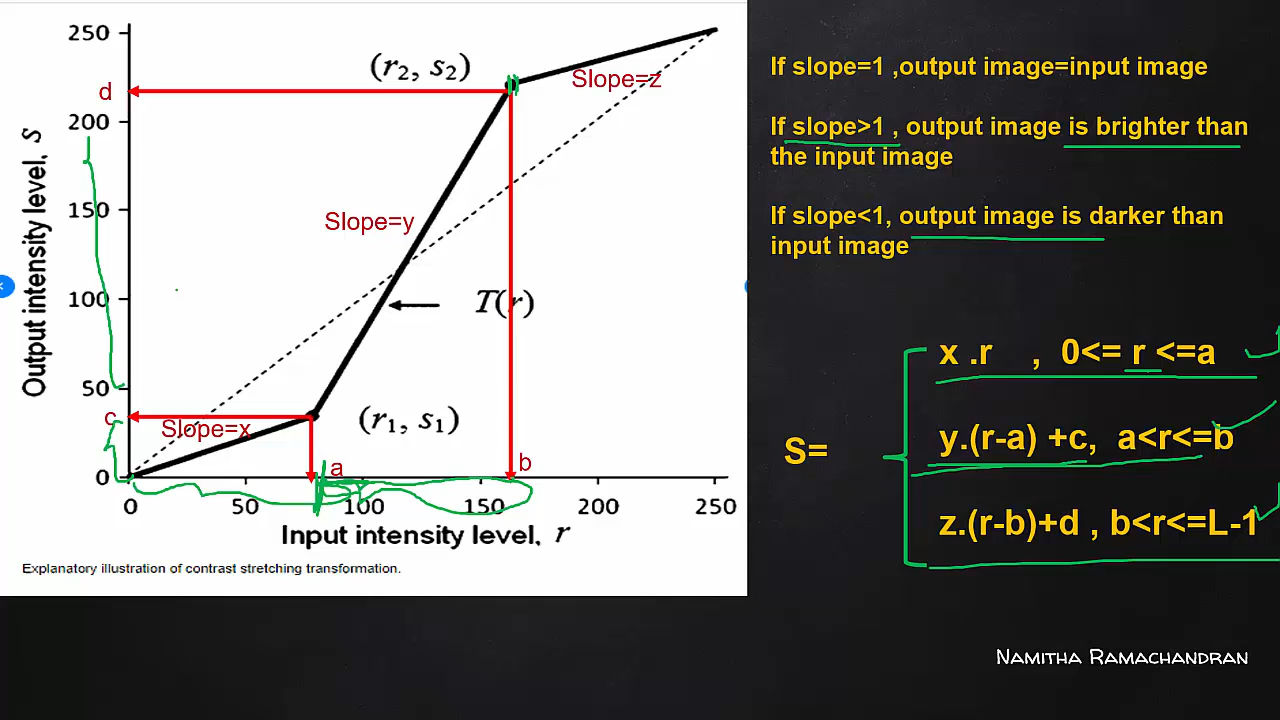 250
200
150
100
50
0
0 50 100 150 200 250
Output intensity level, s
Input intensity level, r
(r₂, s₂)
Slope=z
d
Slope=y
T(r)
c
Slope=x
(r₁, s₁)
a
b
Explanatory illustration of contrast stretching transformation.
If slope=1 ,output image=input image
If slope>1 , output image is brighter than
the input image
If slope<1, output image is darker than
input image
S=
x .r , 0<= r <=a
y.(r-a) +c, a<r<=b
z.(r-b)+d , b<r<=L-1
Namitha Ramachandran